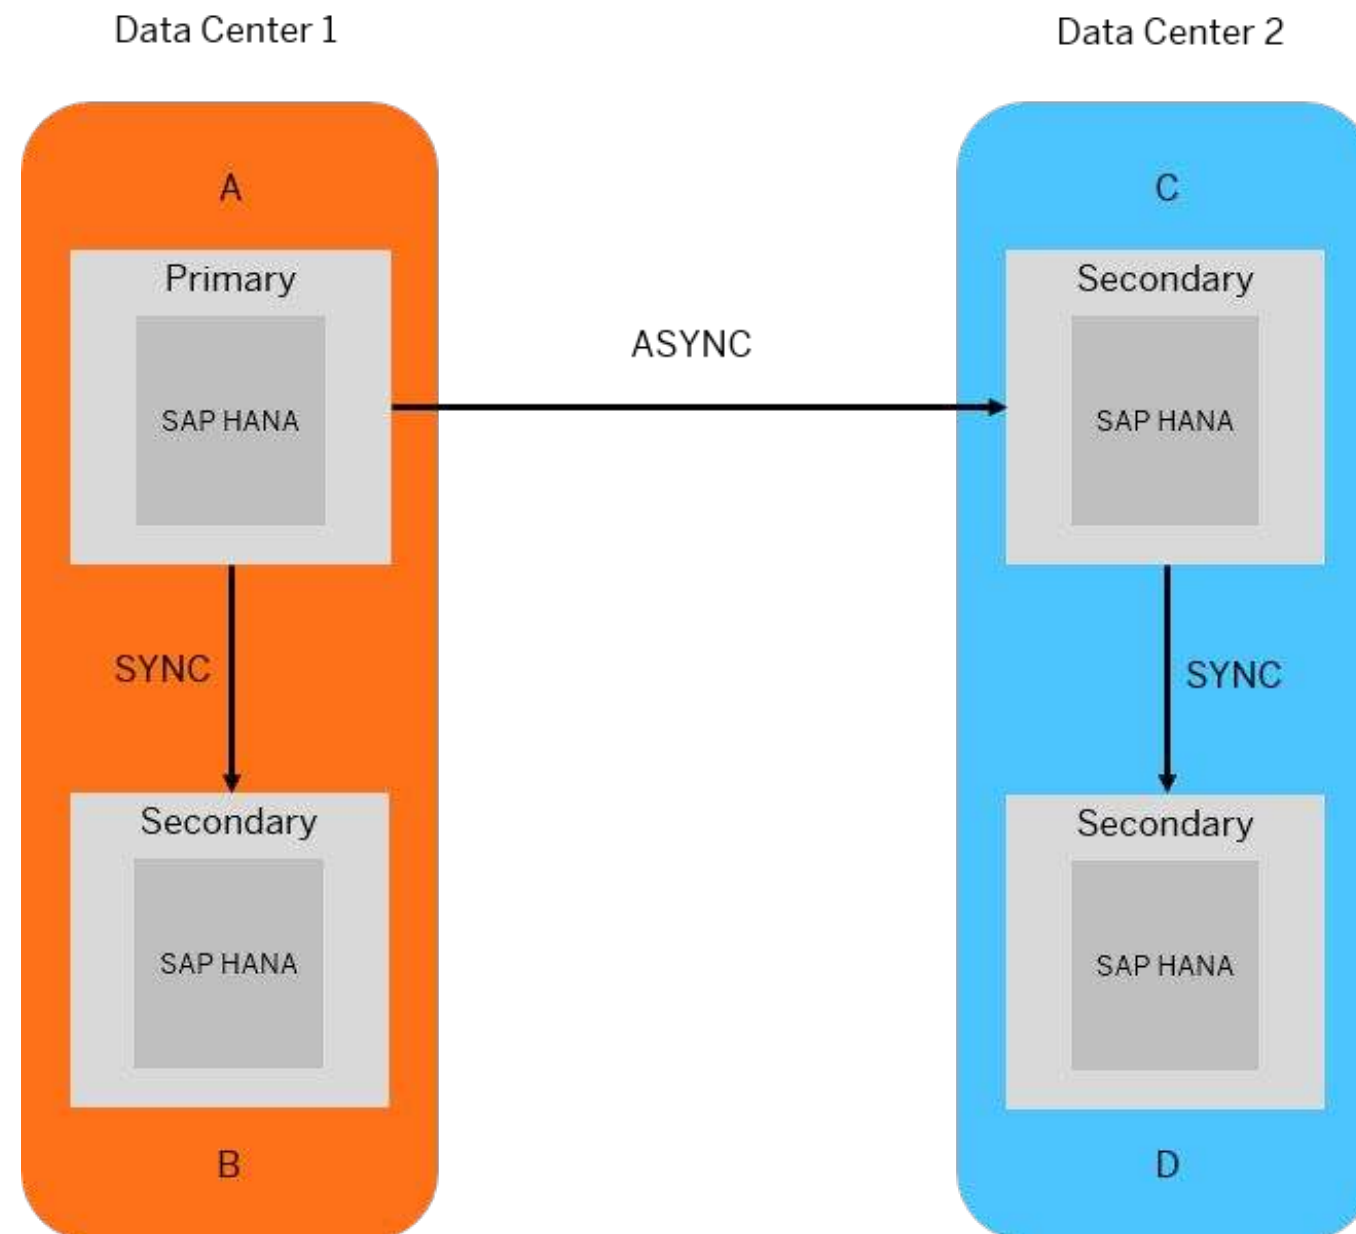 Data Center 1
Data Center 2
A
Primary
SAP HANA
SYNC
Secondary
SAP HANA
B
ASYNC
C
Secondary
SAP HANA
SYNC
Secondary
SAP HANA
D